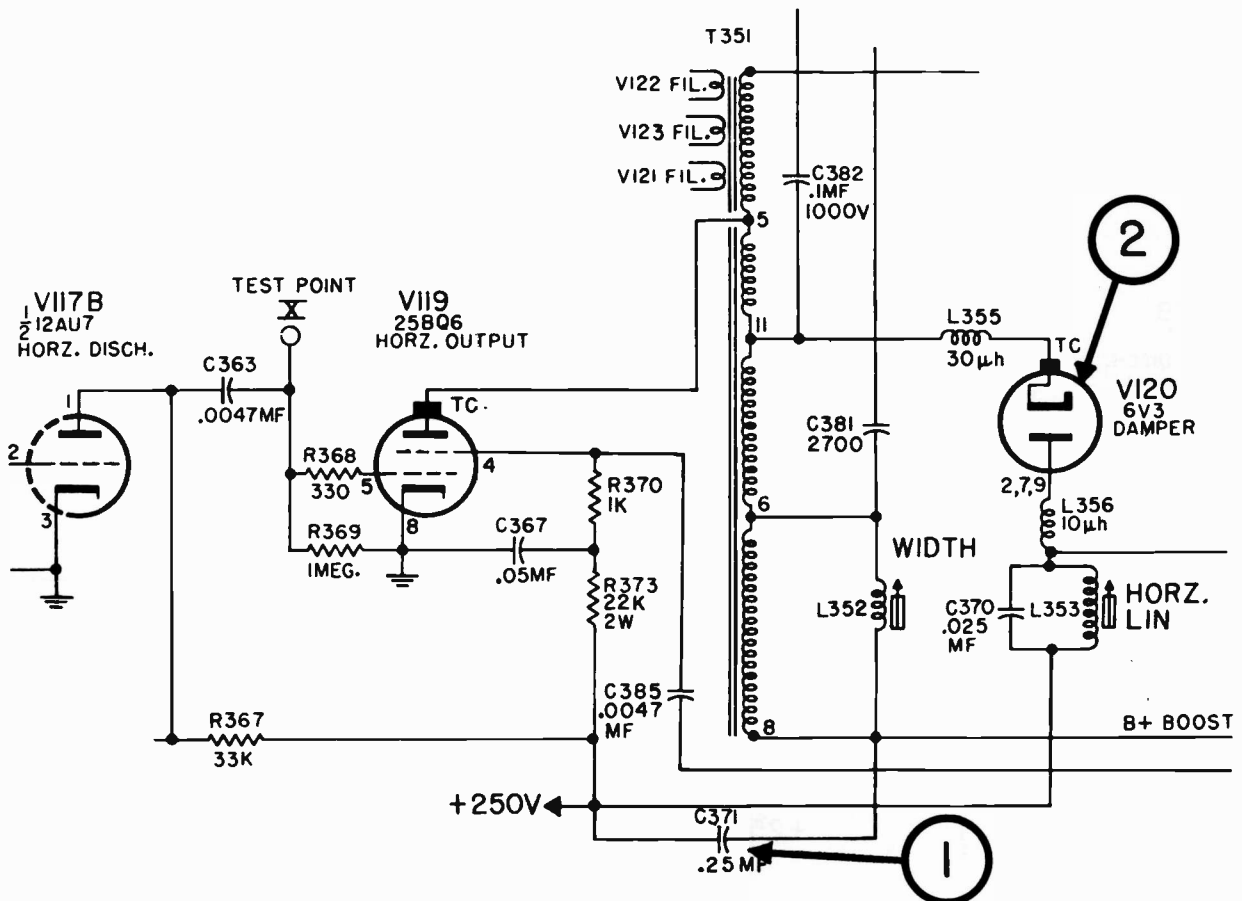 T351
V122 FIL.
V123 FIL.
V121 FIL.
C382
.1MF
1000V
5
2
TEST POINT
X
V117B
1/2 12AU7
HORZ. DISCH.
V119
25BQ6
HORZ. OUTPUT
11
L355
30μh
TC
V120
6V3
DAMPER
C363
.0047MF
1
TC.
C381
2700
2
R368
330
5
4
R370
1K
2,7,9
L356
10μh
3
8
6
R369
1MEG.
C367
.05MF
WIDTH
R373
22K
2W
L352
C370
.025
MF
L353
HORZ.
LIN
C385
.0047
MF
R367
33K
8
B+ BOOST
+250V
C371
.25 MF
1